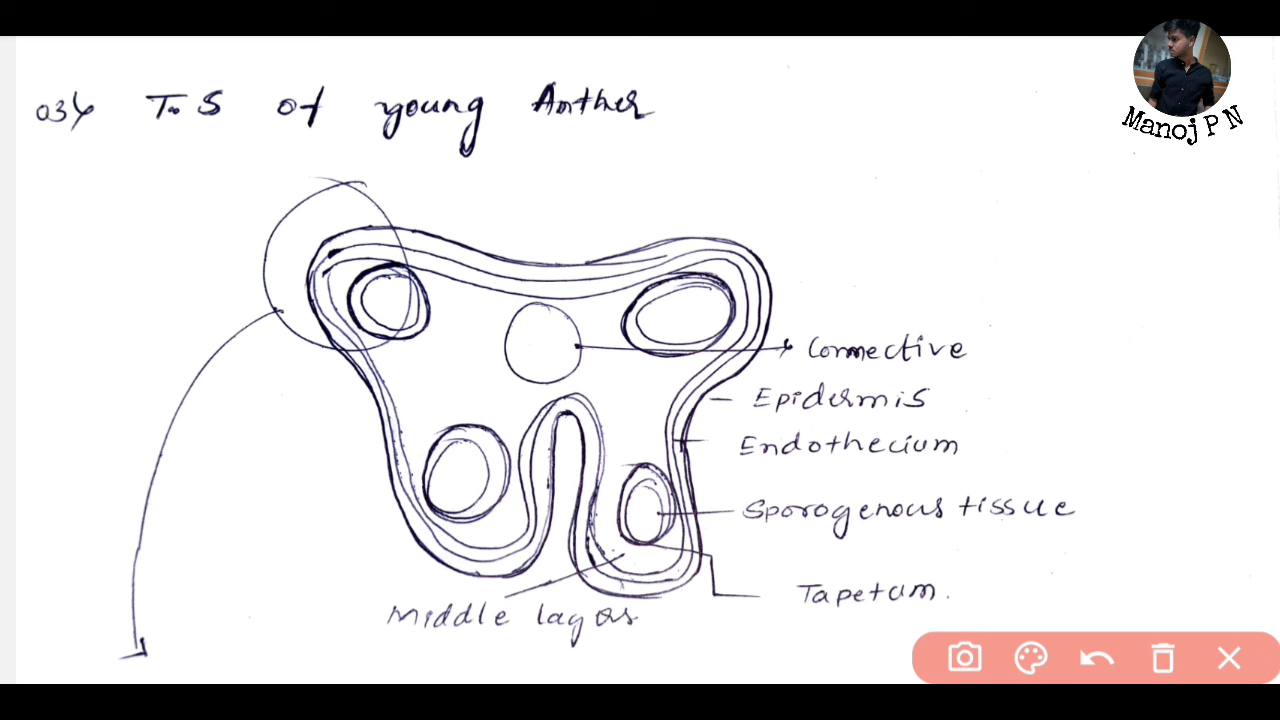 03) T.S of young Anther
Manoj P N
Connective
Epidermis
Endothecium
Sporogenous tissue
Tapetum.
Middle layers